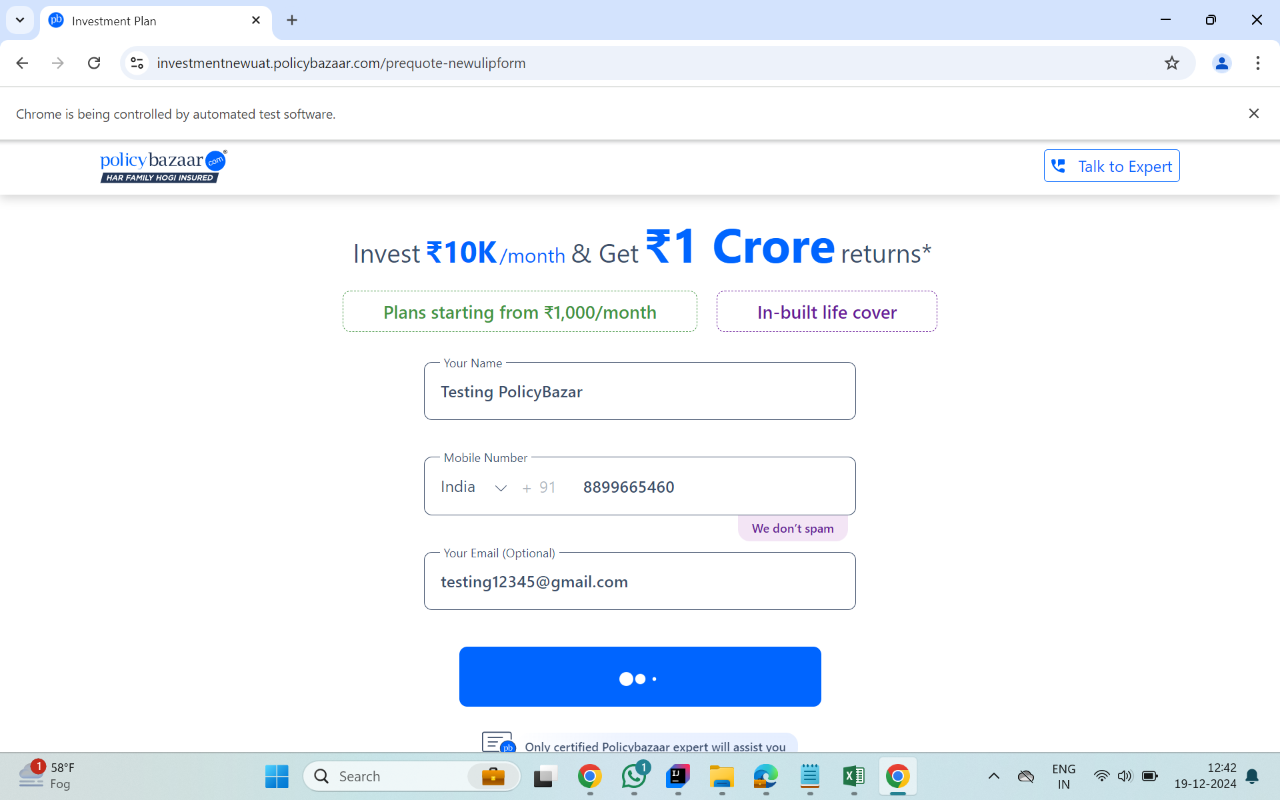 pb Investment Plan
investmentnewuat.policybazaar.com/prequote-newulipform
Chrome is being controlled by automated test software.
policybazaar.com®
HAR FAMILY HOGI INSURED
Talk to Expert
Invest ₹10K/month & Get ₹1 Crore returns*
Plans starting from ₹1,000/month In-built life cover
Your Name
Testing PolicyBazar
Mobile Number
India + 91 8899665460
We don't spam
Your Email (Optional)
testing12345@gmail.com
pb Only certified Policybazaar expert will assist you
1 58°F
Fog
Search
1
IJ
ENG
IN
12:42
19-12-2024